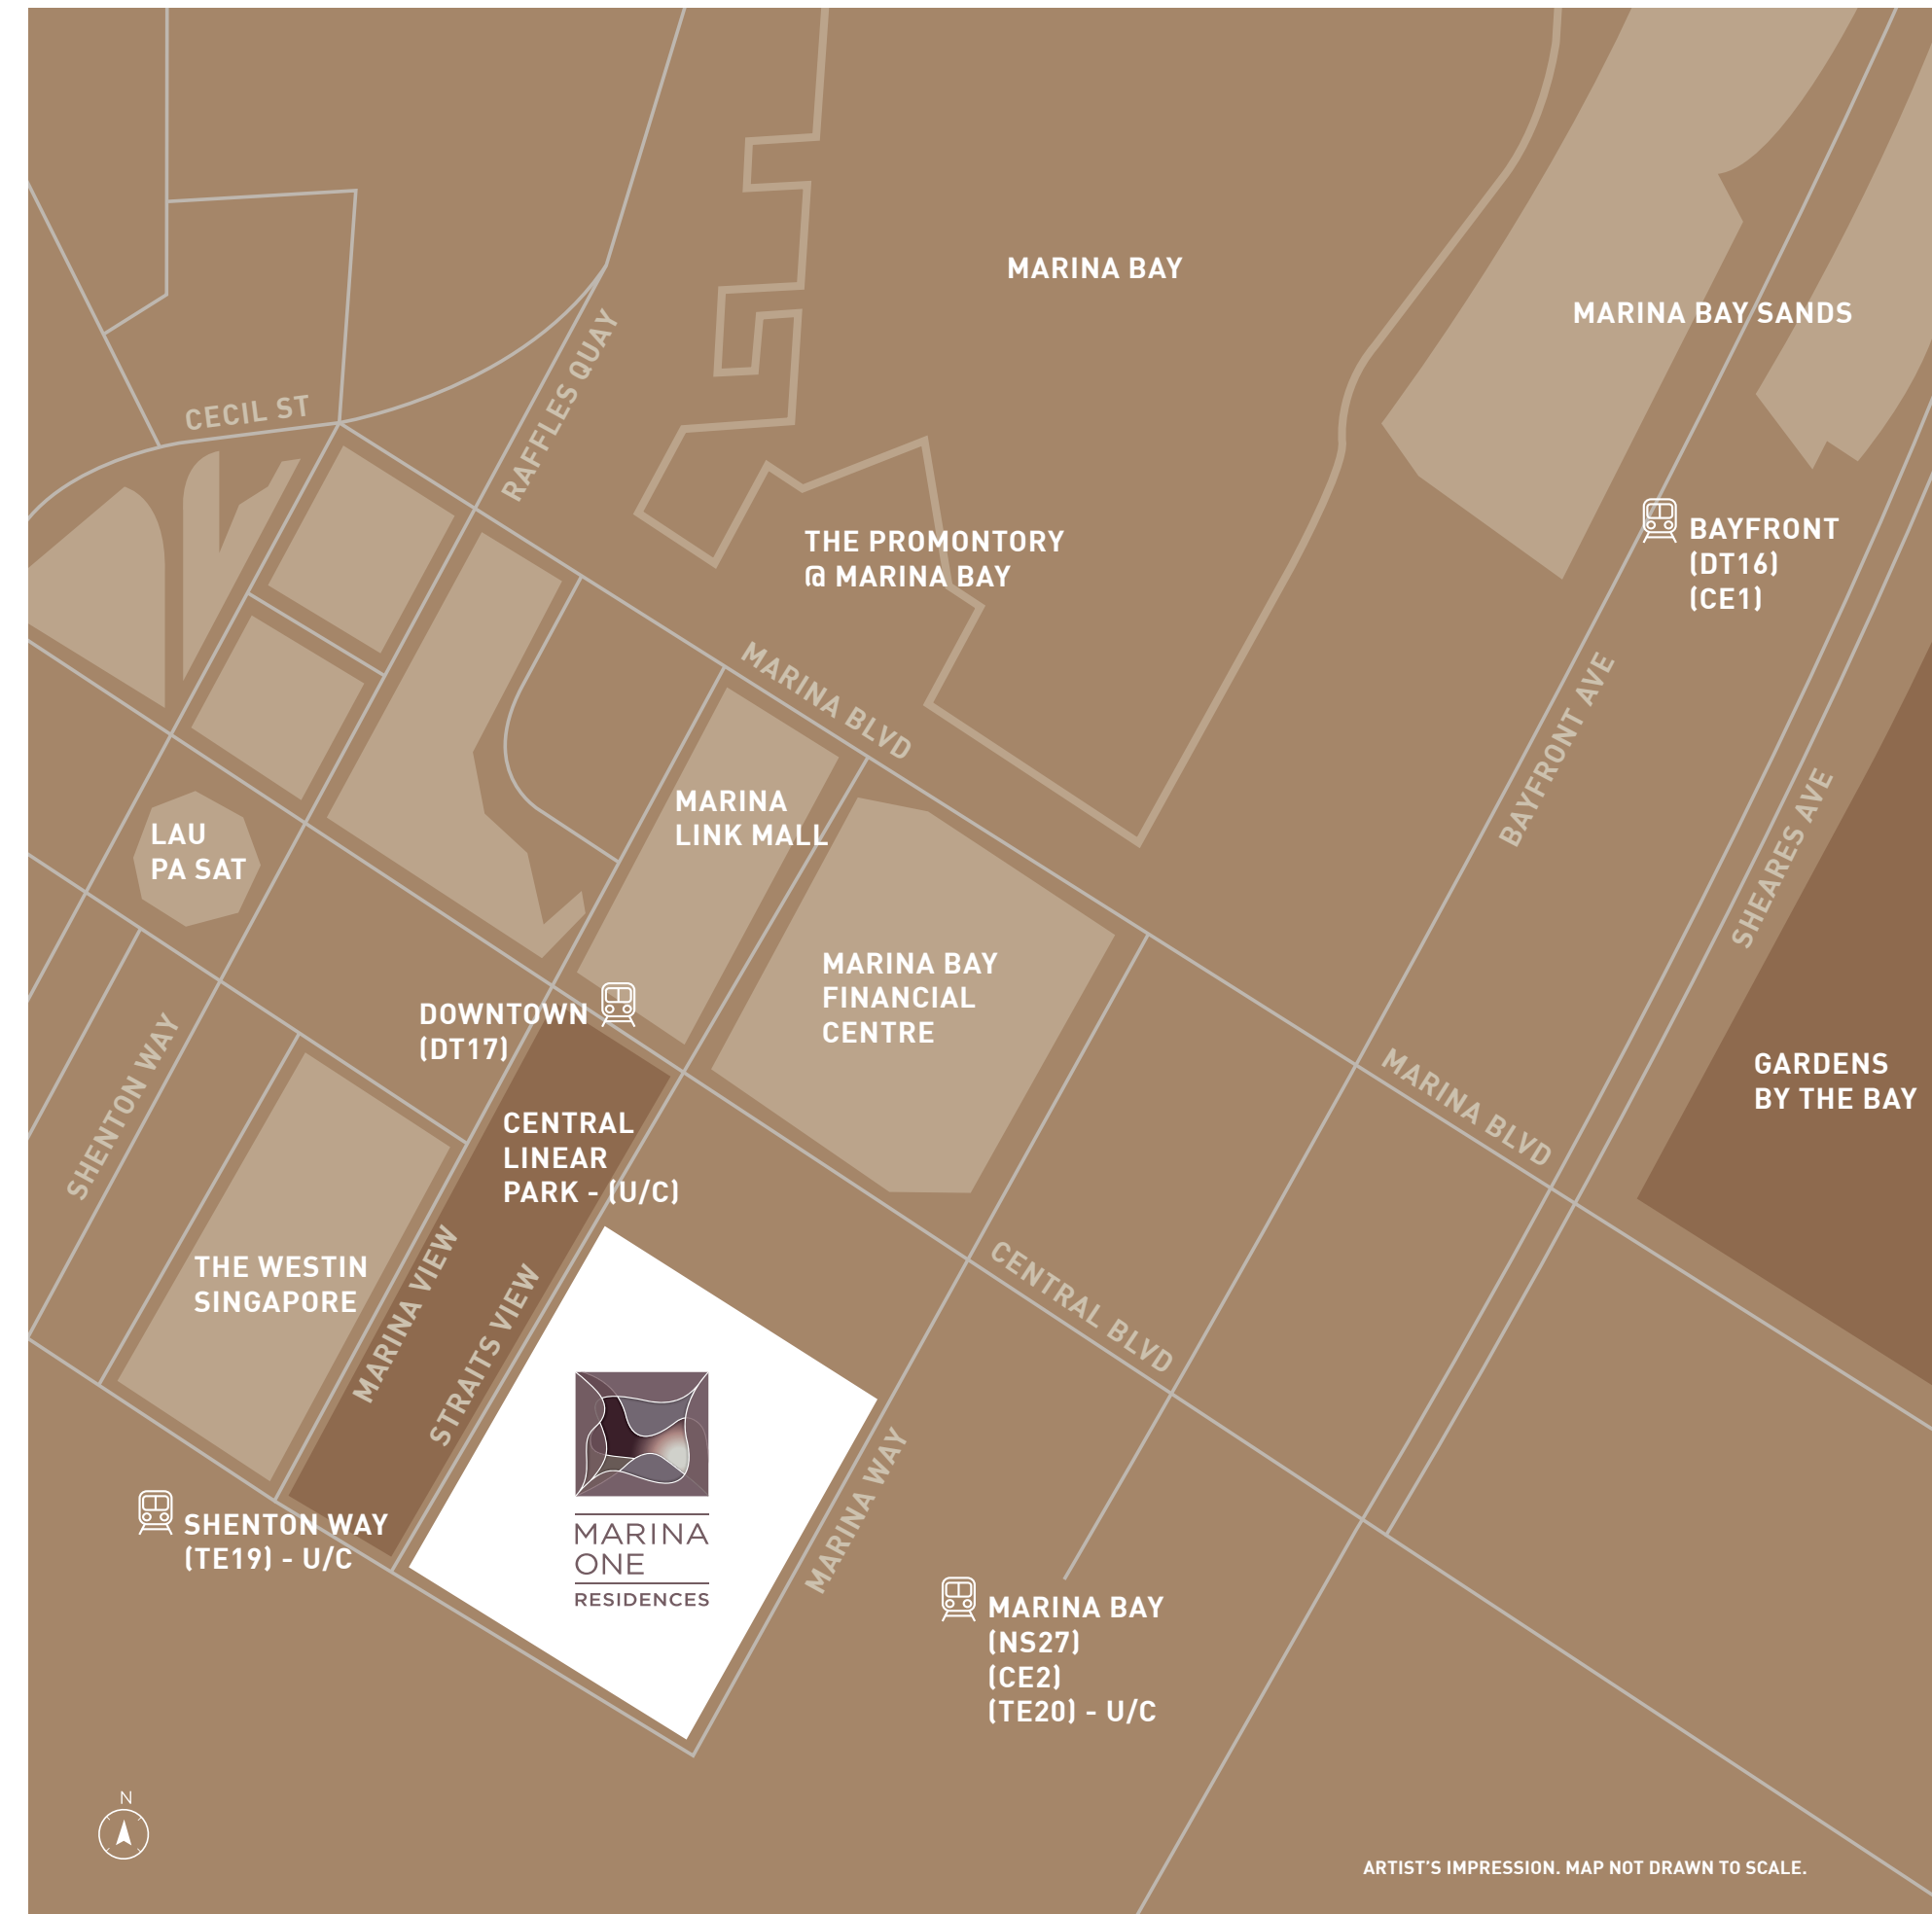 MARINA BAY
MARINA BAY SANDS
CECIL ST
RAFFLES QUAY
BAYFRONT
(DT16)
(CE1)
THE PROMONTORY
@ MARINA BAY
MARINA BLVD
BAYFRONT AVE
SHEARES AVE
MARINA
LINK MALL
LAU
PA SAT
MARINA BAY
FINANCIAL
CENTRE
DOWNTOWN
(DT17)
SHENTON WAY
MARINA BLVD
GARDENS
BY THE BAY
CENTRAL
LINEAR
PARK - (U/C)
THE WESTIN
SINGAPORE
MARINA VIEW
STRAITS VIEW
CENTRAL BLVD
MARINA WAY
SHENTON WAY
(TE19) - U/C
MARINA
ONE
RESIDENCES
MARINA BAY
(NS27)
(CE2)
(TE20) - U/C
N
ARTIST'S IMPRESSION. MAP NOT DRAWN TO SCALE.